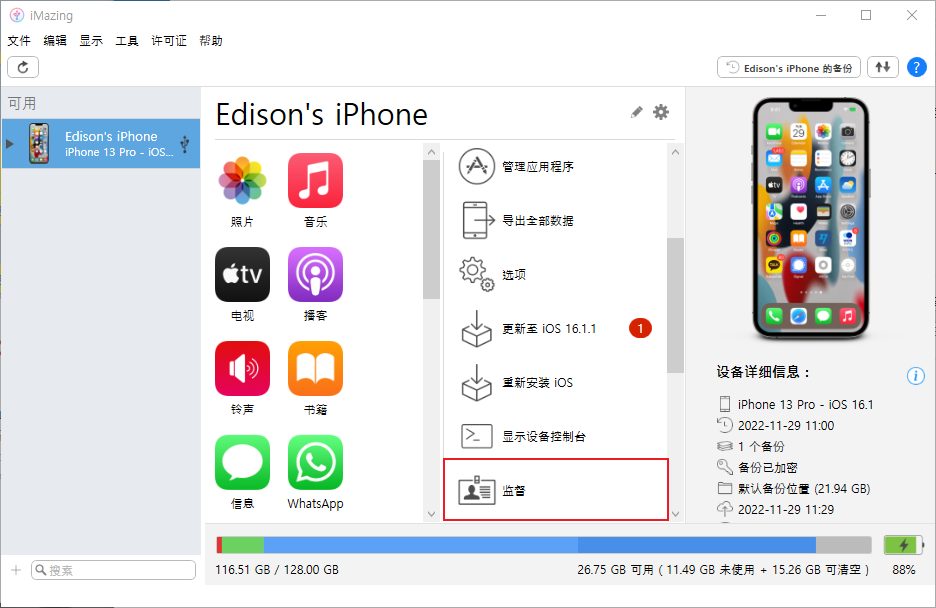 iMazing
文件 编辑 显示 工具 许可证 帮助
Edison's iPhone 的备份
?
可用
Edison's iPhone
iPhone 13 Pro - iOS...
Edison's iPhone
照片 音乐
tv
电视 播客
铃声 书籍
信息 WhatsApp
管理应用程序
导出全部数据
选项
更新至 iOS 16.1.1 1
重新安装 iOS
显示设备控制台
监督
设备详细信息：
iPhone 13 Pro - iOS 16.1
2022-11-29 11:00
1 个备份
备份已加密
默认备份位置 (21.94 GB)
2022-11-29 11:29
搜索
116.51 GB / 128.00 GB
26.75 GB 可用 ( 11.49 GB 未使用 + 15.26 GB 可清空 )
88%